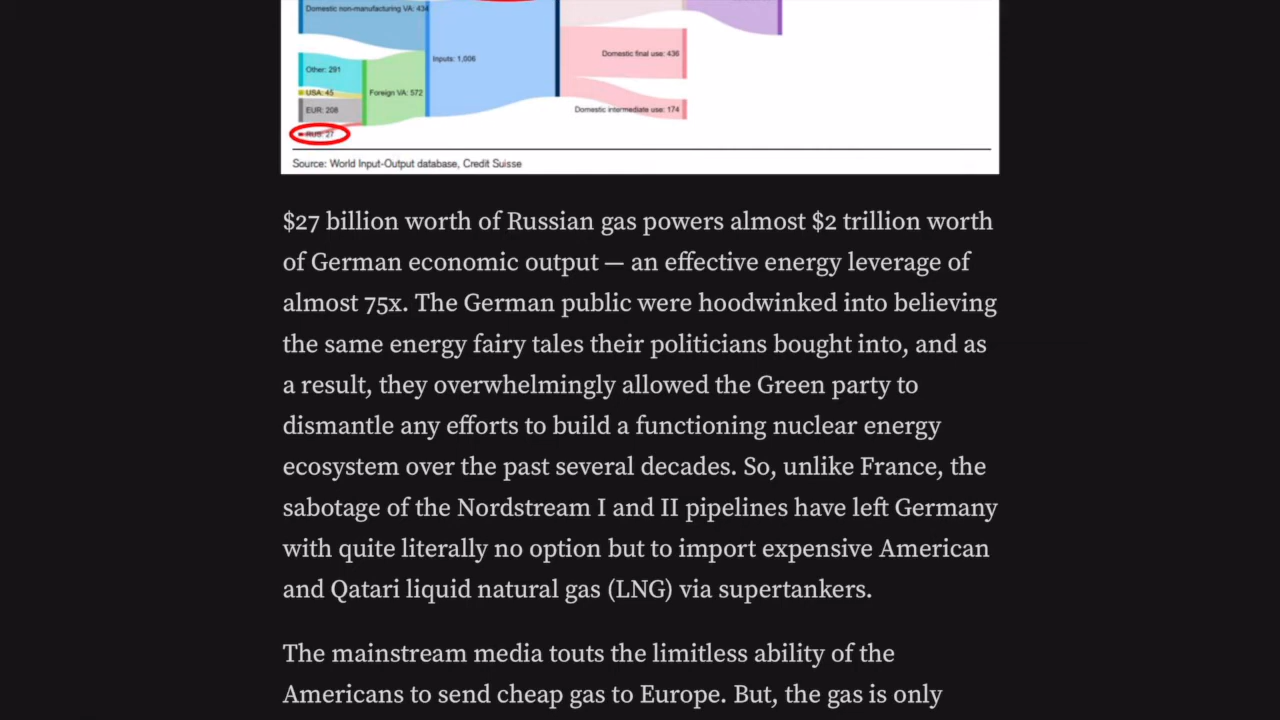 Domestic non-manufacturing VA: 434
Domestic final use: 436
Inputs: 1,006
Other: 291
USA: 45
Foreign VA: 572
EUR: 208
Domestic intermediate use: 174
RUS: 27
Source: World Input-Output database, Credit Suisse
$27 billion worth of Russian gas powers almost $2 trillion worth
of German economic output — an effective energy leverage of
almost 75x. The German public were hoodwinked into believing
the same energy fairy tales their politicians bought into, and as
a result, they overwhelmingly allowed the Green party to
dismantle any efforts to build a functioning nuclear energy
ecosystem over the past several decades. So, unlike France, the
sabotage of the Nordstream I and II pipelines have left Germany
with quite literally no option but to import expensive American
and Qatari liquid natural gas (LNG) via supertankers.
The mainstream media touts the limitless ability of the
Americans to send cheap gas to Europe. But, the gas is only